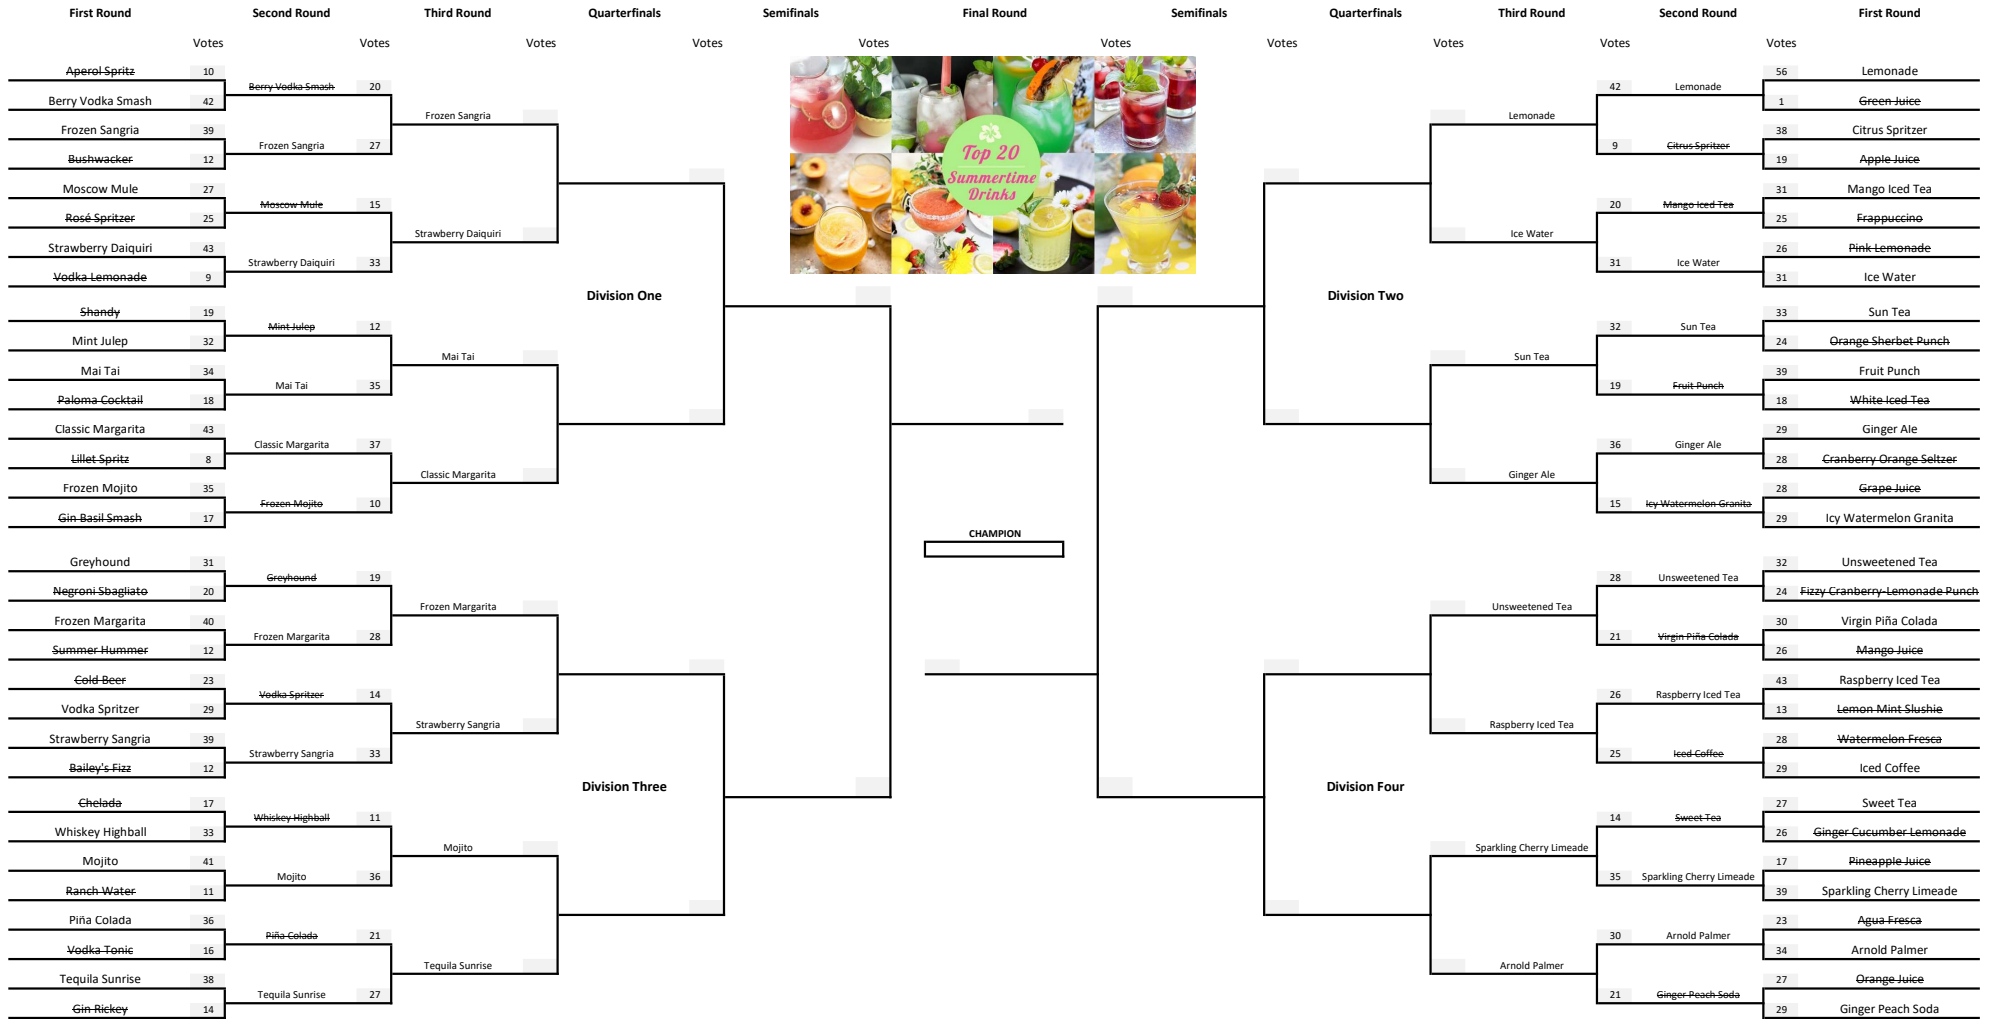 First Round Second Round Third Round Quarterfinals Semifinals Final Round Semifinals Quarterfinals Third Round Second Round First Round
Votes Votes Votes Votes Votes Votes Votes Votes Votes Votes
Aperol Spritz 10
Berry Vodka Smash 42
Frozen Sangria 39
Bushwacker 12
Moscow Mule 27
Rosé Spritzer 25
Strawberry Daiquiri 43
Vodka Lemonade 9
Shandy 19
Mint Julep 32
Mai Tai 34
Paloma Cocktail 18
Classic Margarita 43
Lillet Spritz 8
Frozen Mojito 35
Gin Basil Smash 17
Greyhound 31
Negroni Sbagliato 20
Frozen Margarita 40
Summer Hummer 12
Cold Beer 23
Vodka Spritzer 29
Strawberry Sangria 39
Bailey's Fizz 12
Chelada 17
Whiskey Highball 33
Mojito 41
Ranch Water 11
Piña Colada 36
Vodka Tonic 16
Tequila Sunrise 38
Gin Rickey 14
Berry Vodka Smash 20
Frozen Sangria 27
Moscow Mule 15
Strawberry Daiquiri 33
Mint Julep 12
Mai Tai 35
Classic Margarita 37
Frozen Mojito 10
Greyhound 19
Frozen Margarita 28
Vodka Spritzer 14
Strawberry Sangria 33
Whiskey Highball 11
Mojito 36
Piña Colada 21
Tequila Sunrise 27
Frozen Sangria
Strawberry Daiquiri
Mai Tai
Classic Margarita
Frozen Margarita
Strawberry Sangria
Mojito
Tequila Sunrise
Division One
Division Three
Top 20
Summertime
Drinks
CHAMPION
Division Two
Division Four
Lemonade
Ice Water
Sun Tea
Ginger Ale
Unsweetened Tea
Raspberry Iced Tea
Sparkling Cherry Limeade
Arnold Palmer
42 Lemonade
9 Citrus Spritzer
20 Mango Iced Tea
31 Ice Water
32 Sun Tea
19 Fruit Punch
36 Ginger Ale
15 Icy Watermelon Granita
28 Unsweetened Tea
21 Virgin Piña Colada
26 Raspberry Iced Tea
25 Iced Coffee
14 Sweet Tea
35 Sparkling Cherry Limeade
30 Arnold Palmer
21 Ginger Peach Soda
56 Lemonade
1 Green Juice
38 Citrus Spritzer
19 Apple Juice
31 Mango Iced Tea
25 Frappuccino
26 Pink Lemonade
31 Ice Water
33 Sun Tea
24 Orange Sherbet Punch
39 Fruit Punch
18 White Iced Tea
29 Ginger Ale
28 Cranberry Orange Seltzer
28 Grape Juice
29 Icy Watermelon Granita
32 Unsweetened Tea
24 Fizzy Cranberry-Lemonade Punch
30 Virgin Piña Colada
26 Mango Juice
43 Raspberry Iced Tea
13 Lemon Mint Slushie
28 Watermelon Fresca
29 Iced Coffee
27 Sweet Tea
26 Ginger Cucumber Lemonade
17 Pineapple Juice
39 Sparkling Cherry Limeade
23 Agua Fresca
34 Arnold Palmer
27 Orange Juice
29 Ginger Peach Soda